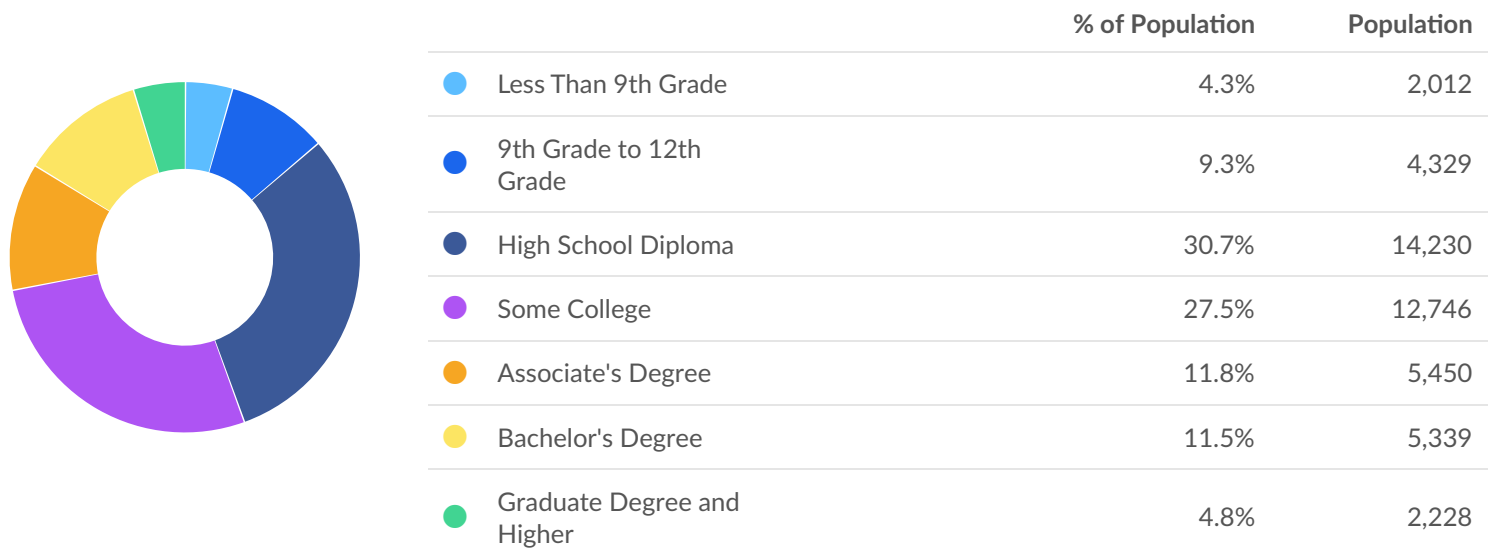 % of Population Population
Less Than 9th Grade 4.3% 2,012
9th Grade to 12th
Grade 9.3% 4,329
High School Diploma 30.7% 14,230
Some College 27.5% 12,746
Associate's Degree 11.8% 5,450
Bachelor's Degree 11.5% 5,339
Graduate Degree and
Higher 4.8% 2,228